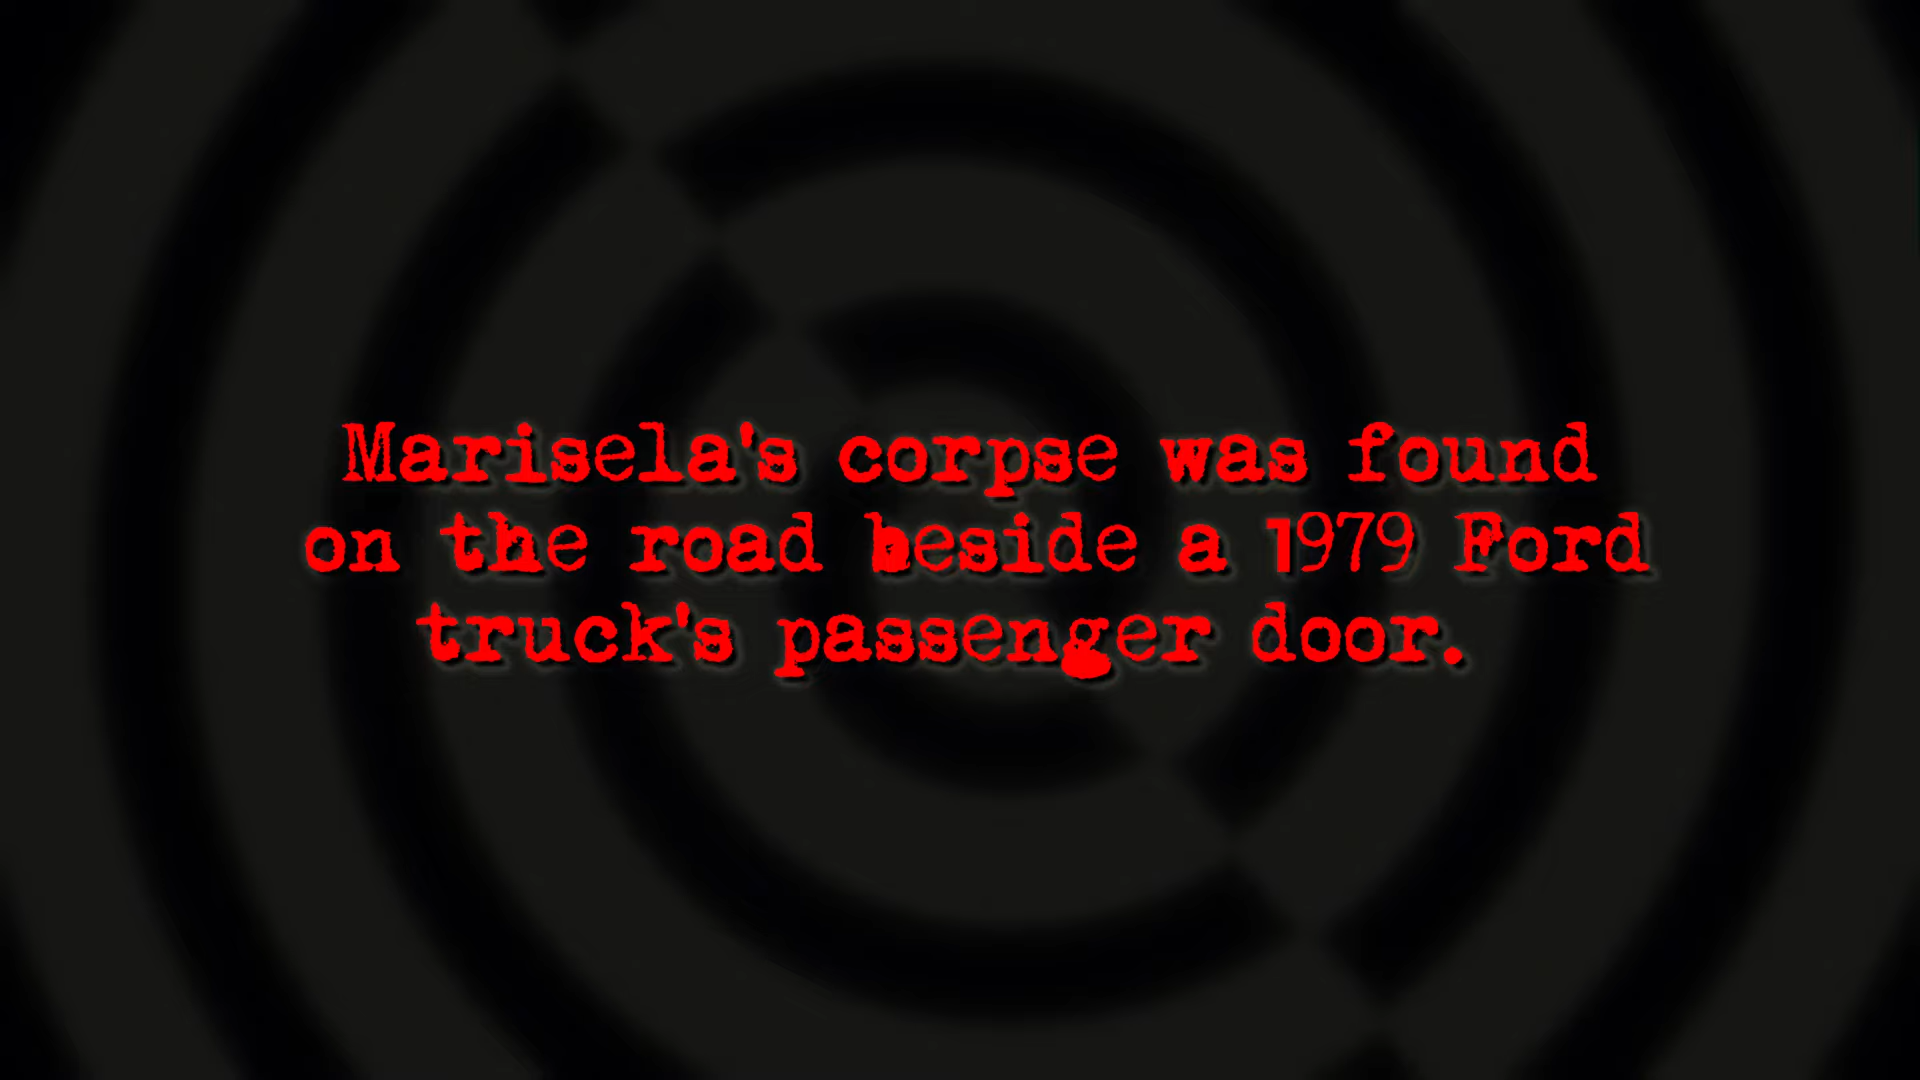 Marisela's corpse was found
on the road beside a 1979 Ford
truck's passenger door.